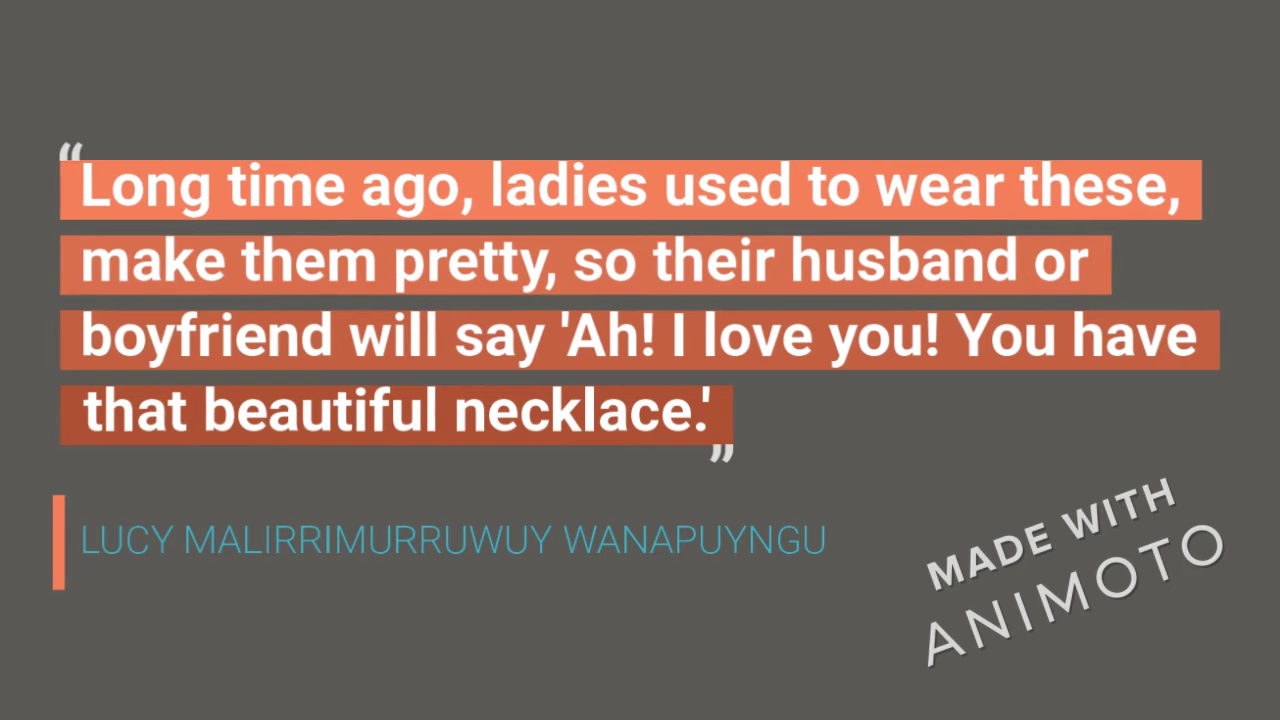 “Long time ago, ladies used to wear these,
make them pretty, so their husband or
boyfriend will say 'Ah! I love you! You have
that beautiful necklace.'”
LUCY MALIRRIMURRUWUY WANAPUYNGU
MADE WITH
ANIMOTO